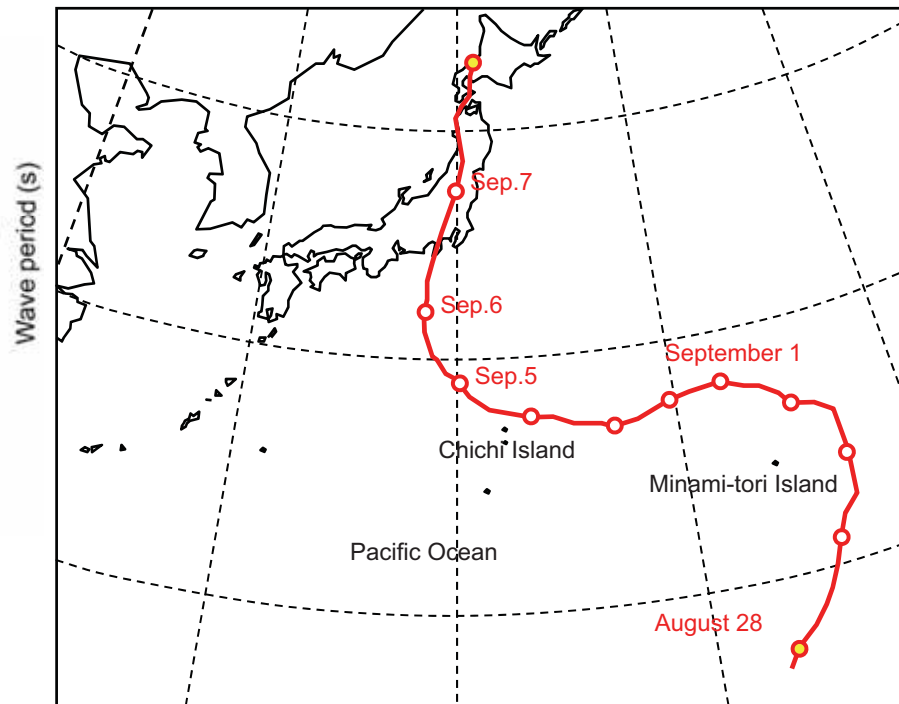 Wave period (s)
Sep.7
Sep.6
September 1
Sep.5
Chichi Island
Minami-tori Island
Pacific Ocean
August 28